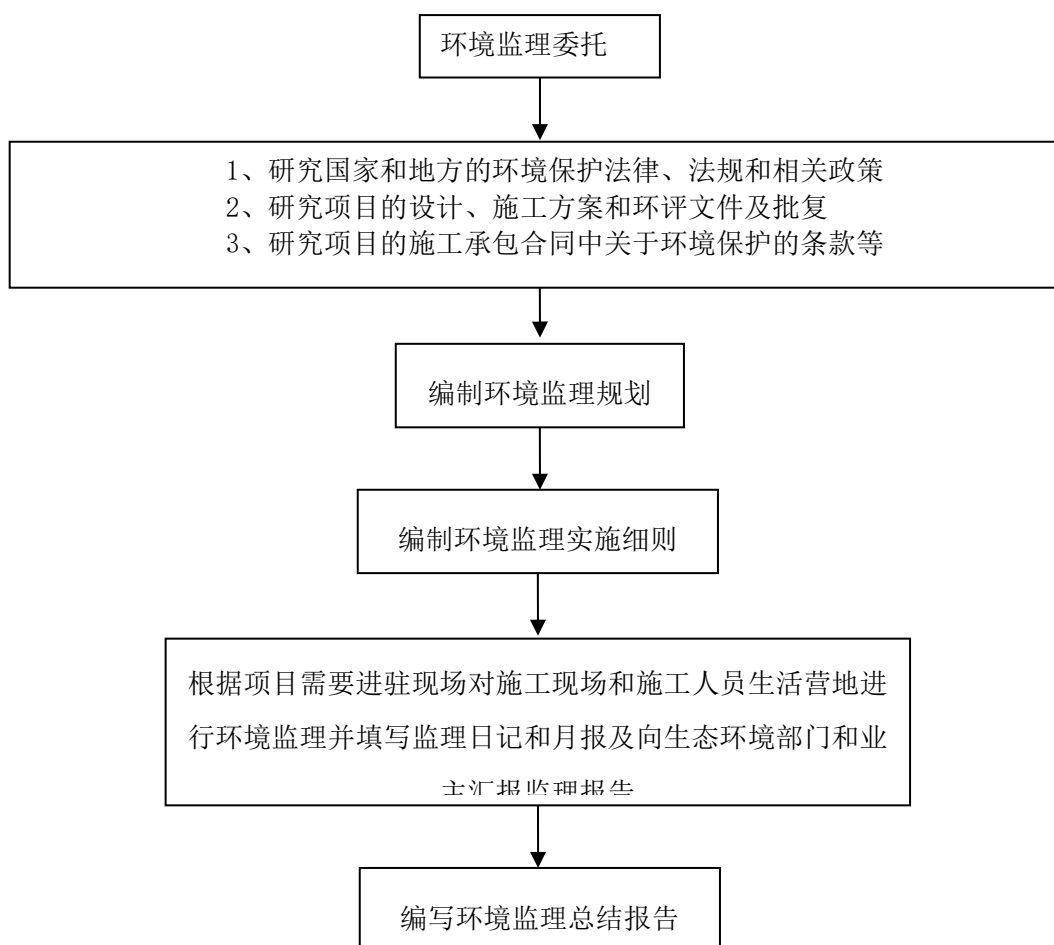 环境监理委托
1、研究国家和地方的环境保护法律、法规和相关政策
2、研究项目的设计、施工方案和环评文件及批复
3、研究项目的施工承包合同中关于环境保护的条款等
编制环境监理规划
编制环境监理实施细则
根据项目需要进驻现场对施工现场和施工人员生活营地进
行环境监理并填写监理日记和月报及向生态环境部门和业
主汇报监理报告
编写环境监理总结报告